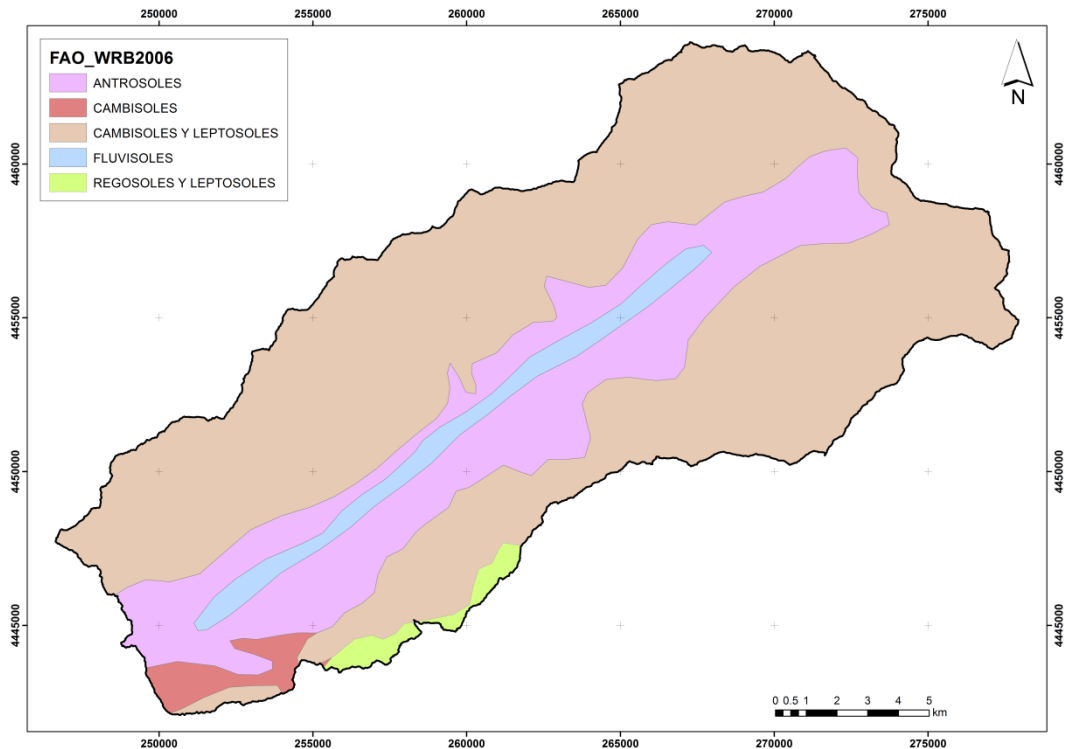 250000 255000 260000 265000 270000 275000
FAO_WRB2006
ANTROSOLES
CAMBISOLES
CAMBISOLES Y LEPTOSOLES
FLUVISOLES
REGOSOLES Y LEPTOSOLES
N
4460000 4460000
4455000 4455000
4450000 4450000
4445000 4445000
0 0.5 1 2 3 4 5
km
250000 255000 260000 265000 270000 275000